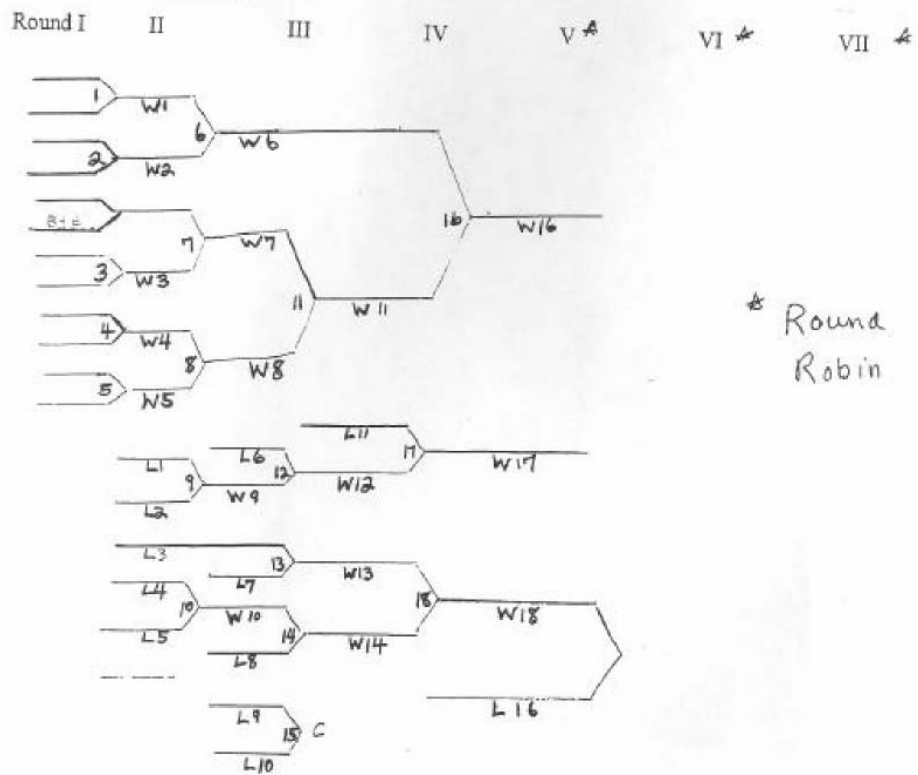 Round I II III IV V * VI * VII *
1
W1
6
W6
2
W2
16
W16
Bye
7
W7
3
W3
11
W11
* Round
Robin
4
W4
8
W8
5
W5
L11
L6
17
W17
L1
9
12
W12
W9
L2
L3
13
W13
L7
L4
10
W10
18
W18
L5
14
W14
L8
L16
L9
15 C
L10